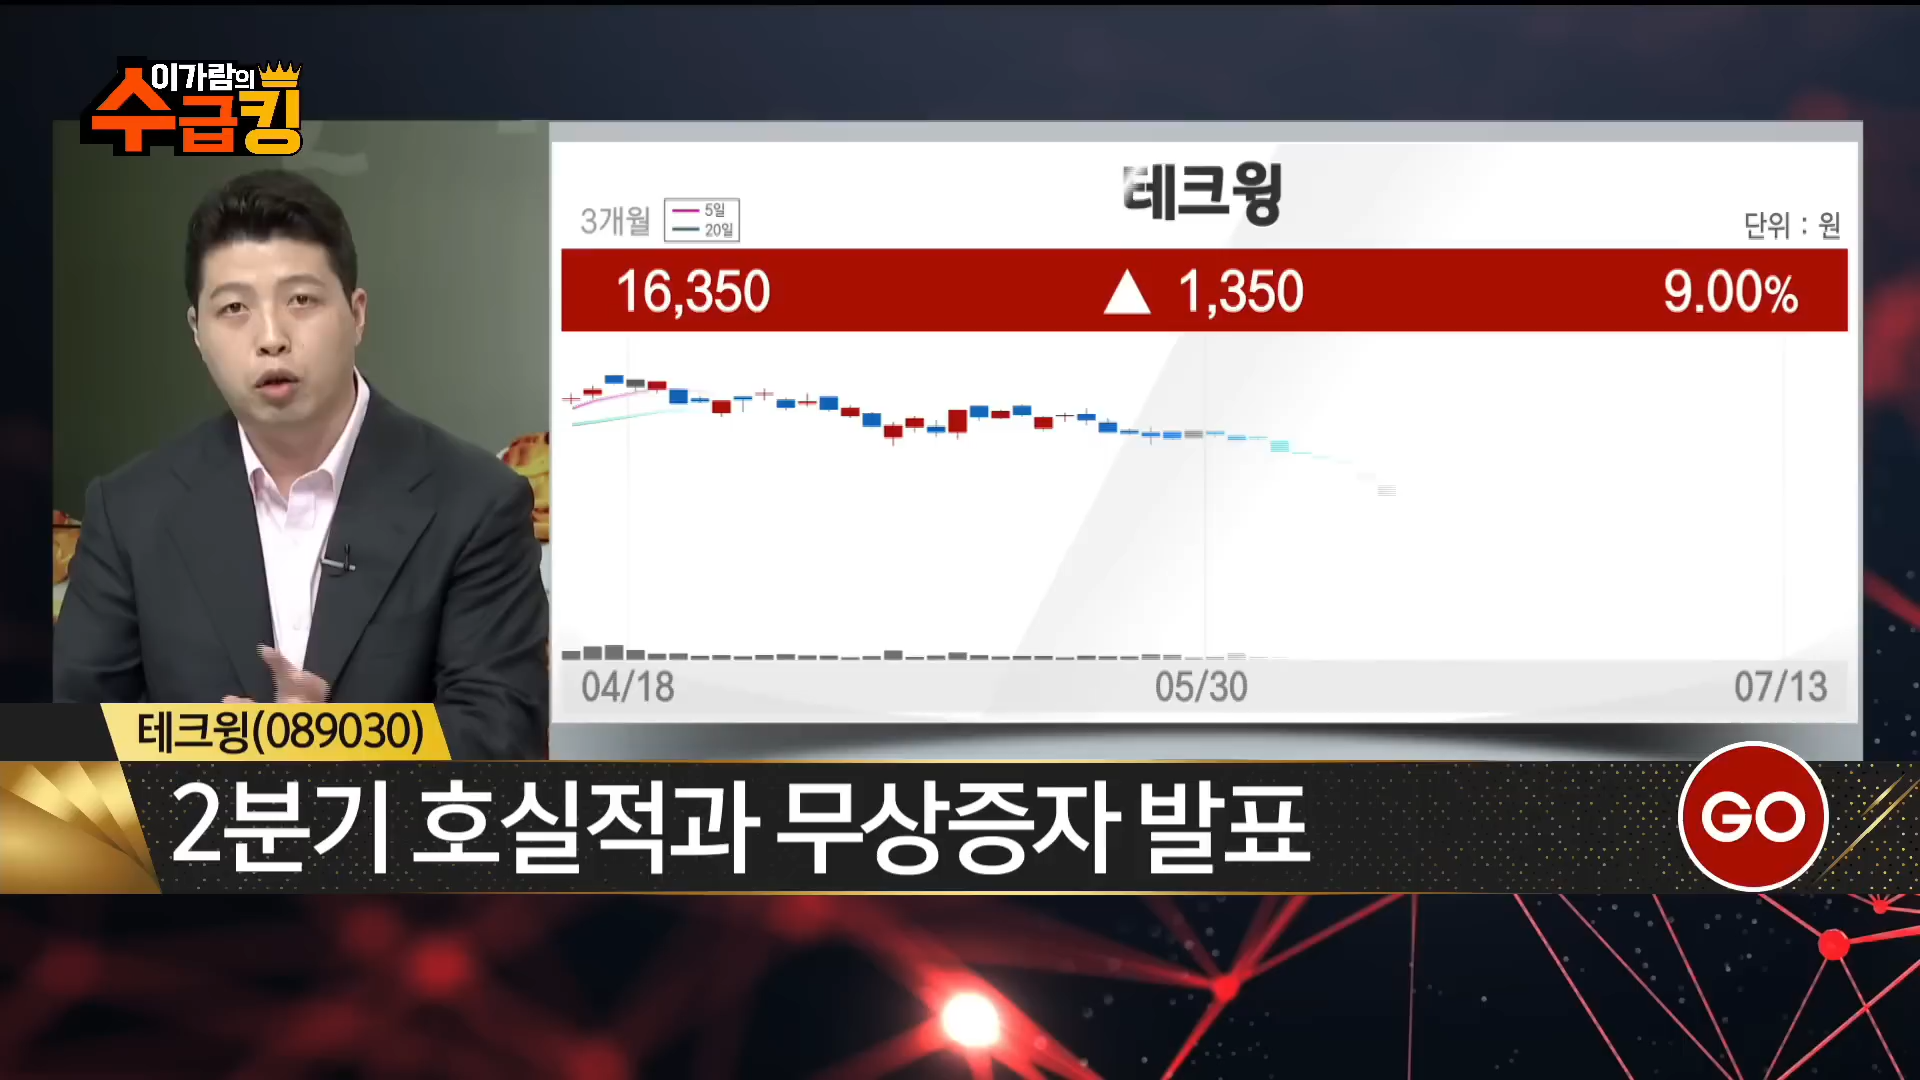 이가람의
수급킹
테크윙
3개월
5일
20일
단위 : 원
16,350 ▲ 1,350 9.00%
04/18 05/30 07/13
테크윙(089030)
2분기 호실적과 무상증자 발표
GO